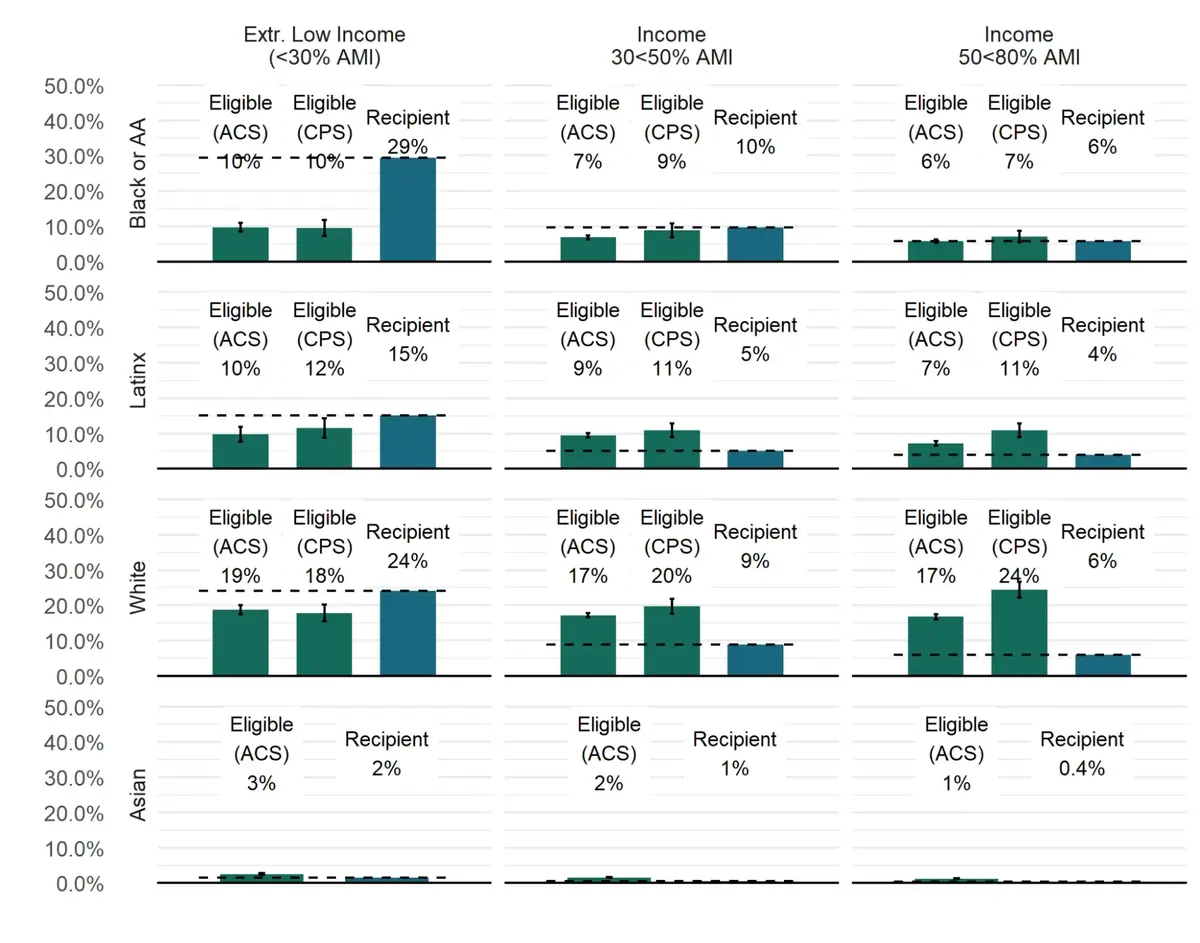 Extr. Low Income
(<30% AMI)
Income
30<50% AMI
Income
50<80% AMI
Black or AA
50.0%
40.0%
30.0%
20.0%
10.0%
0.0%
Eligible
(ACS)
10%
Eligible
(CPS)
10%
Recipient
29%
Eligible
(ACS)
7%
Eligible
(CPS)
9%
Recipient
10%
Eligible
(ACS)
6%
Eligible
(CPS)
7%
Recipient
6%
Latinx
50.0%
40.0%
30.0%
20.0%
10.0%
0.0%
Eligible
(ACS)
10%
Eligible
(CPS)
12%
Recipient
15%
Eligible
(ACS)
9%
Eligible
(CPS)
11%
Recipient
5%
Eligible
(ACS)
7%
Eligible
(CPS)
11%
Recipient
4%
White
50.0%
40.0%
30.0%
20.0%
10.0%
0.0%
Eligible
(ACS)
19%
Eligible
(CPS)
18%
Recipient
24%
Eligible
(ACS)
17%
Eligible
(CPS)
20%
Recipient
9%
Eligible
(ACS)
17%
Eligible
(CPS)
24%
Recipient
6%
Asian
50.0%
40.0%
30.0%
20.0%
10.0%
0.0%
Eligible
(ACS)
3%
Recipient
2%
Eligible
(ACS)
2%
Recipient
1%
Eligible
(ACS)
1%
Recipient
0.4%